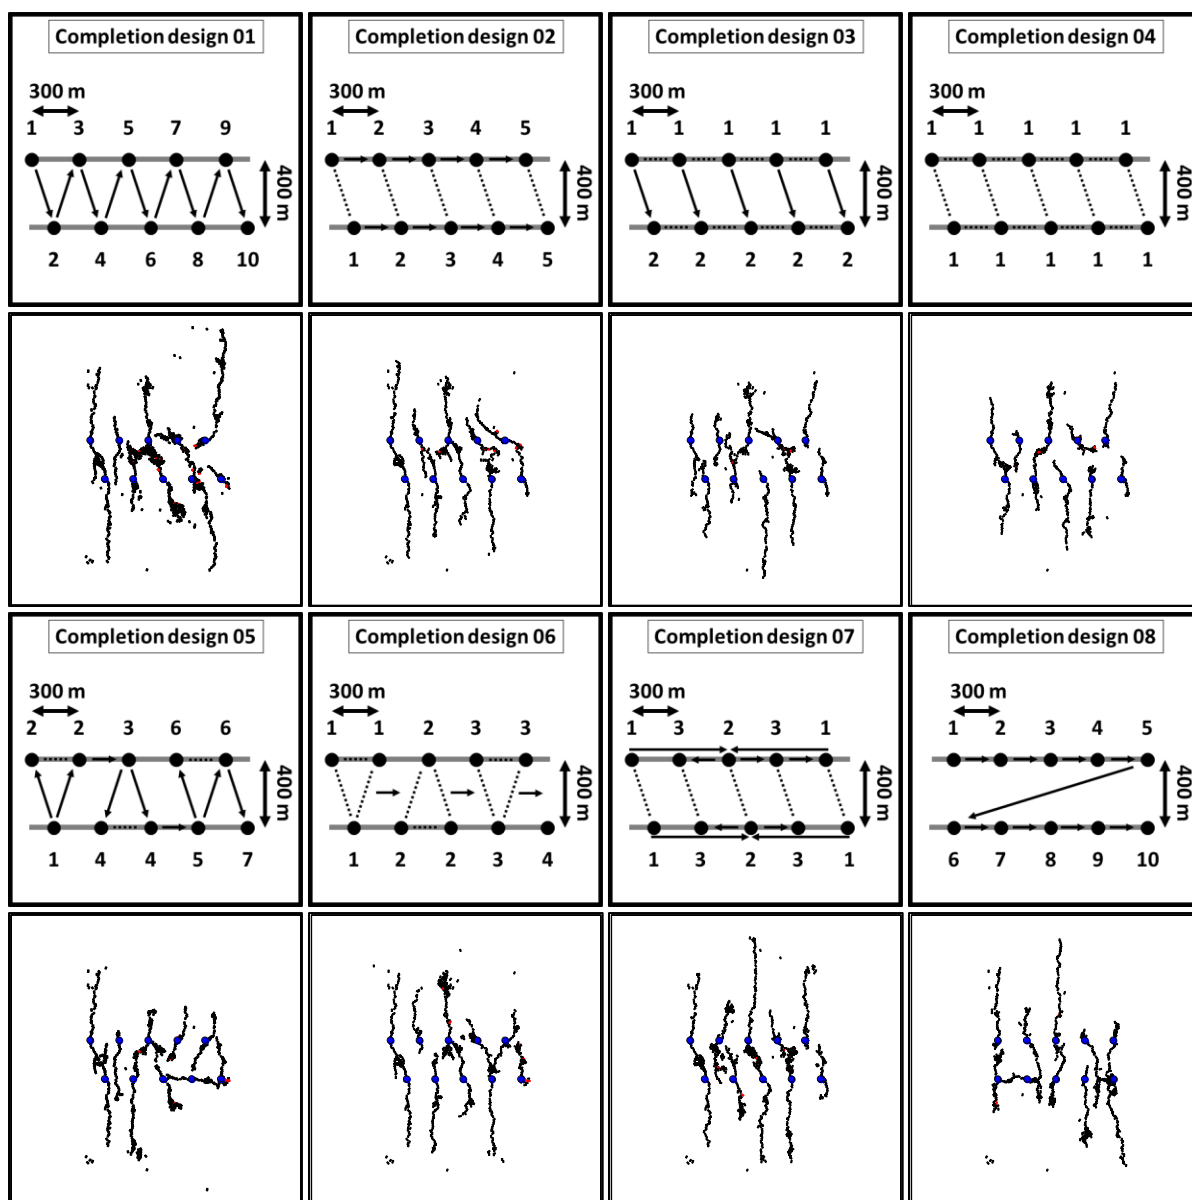 Completion design 01
300 m
1 3 5 7 9
400 m
2 4 6 8 10
Completion design 02
300 m
1 2 3 4 5
400 m
1 2 3 4 5
Completion design 03
300 m
1 1 1 1 1
400 m
2 2 2 2 2
Completion design 04
300 m
1 1 1 1 1
400 m
1 1 1 1 1
Completion design 05
300 m
2 2 3 6 6
400 m
1 4 4 5 7
Completion design 06
300 m
1 1 2 3 3
400 m
1 2 2 3 4
Completion design 07
300 m
1 3 2 3 1
400 m
1 3 2 3 1
Completion design 08
300 m
1 2 3 4 5
400 m
6 7 8 9 10